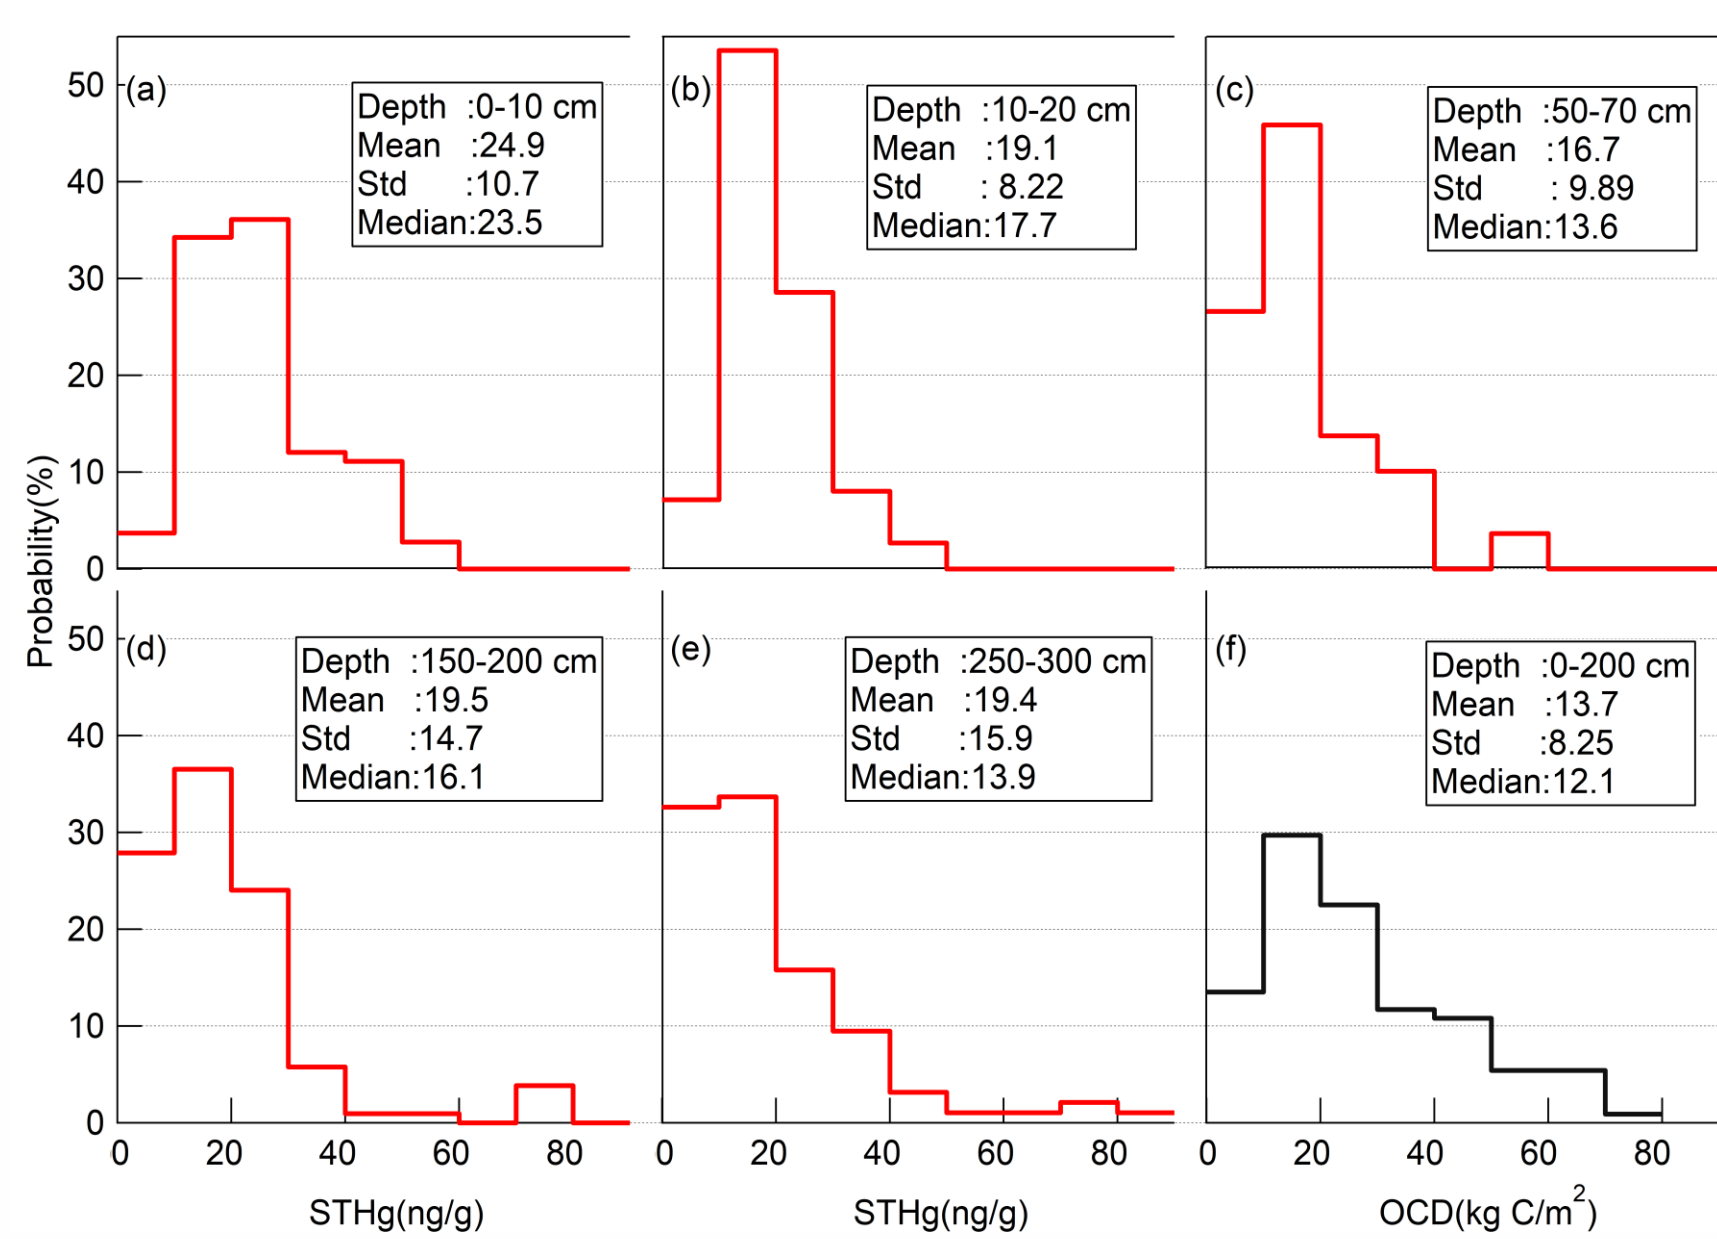 (a)
Depth :0-10 cm
Mean :24.9
Std :10.7
Median:23.5
(b)
Depth :10-20 cm
Mean :19.1
Std : 8.22
Median:17.7
(c)
Depth :50-70 cm
Mean :16.7
Std : 9.89
Median:13.6
50
40
30
20
10
0
Probability(%)
(d)
Depth :150-200 cm
Mean :19.5
Std :14.7
Median:16.1
(e)
Depth :250-300 cm
Mean :19.4
Std :15.9
Median:13.9
(f)
Depth :0-200 cm
Mean :13.7
Std :8.25
Median:12.1
50
40
30
20
10
0
0 20 40 60 80
0 20 40 60 80
0 20 40 60 80
STHg(ng/g)
STHg(ng/g)
OCD(kg C/m²)